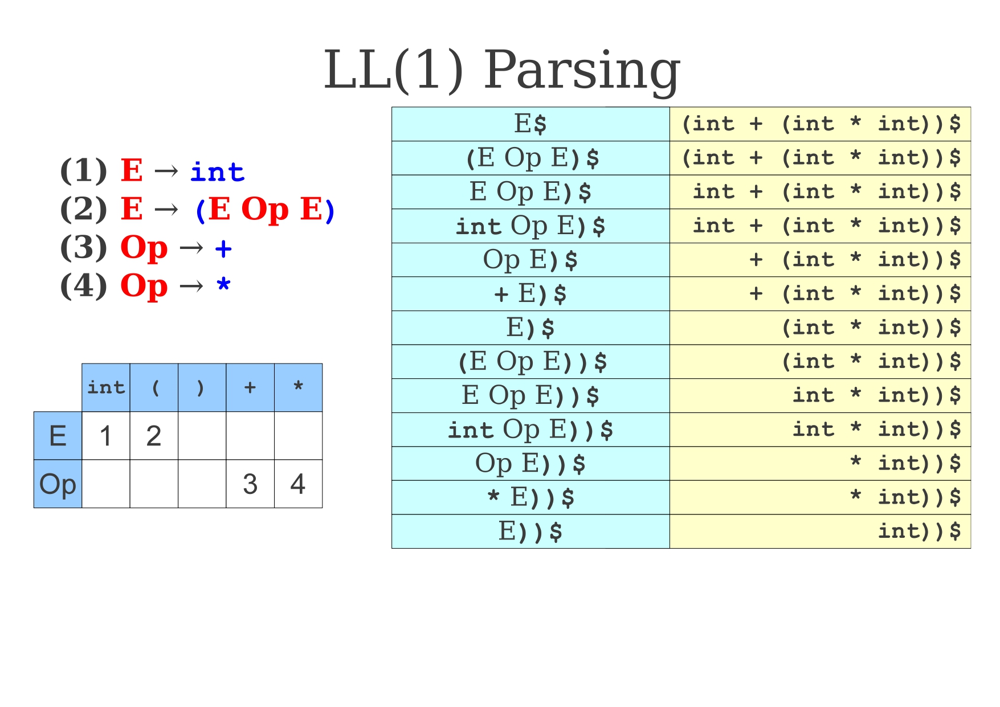 LL(1) Parsing
(1) E → int
(2) E → (E Op E)
(3) Op → +
(4) Op → *
int ( ) + *
E 1 2
Op 3 4
E$ (int + (int * int))$
(E Op E)$ (int + (int * int))$
E Op E)$ int + (int * int))$
int Op E)$ int + (int * int))$
Op E)$ + (int * int))$
+ E)$ + (int * int))$
E)$ (int * int))$
(E Op E))$ (int * int))$
E Op E))$ int * int))$
int Op E))$ int * int))$
Op E))$ * int))$
* E))$ * int))$
E))$ int))$